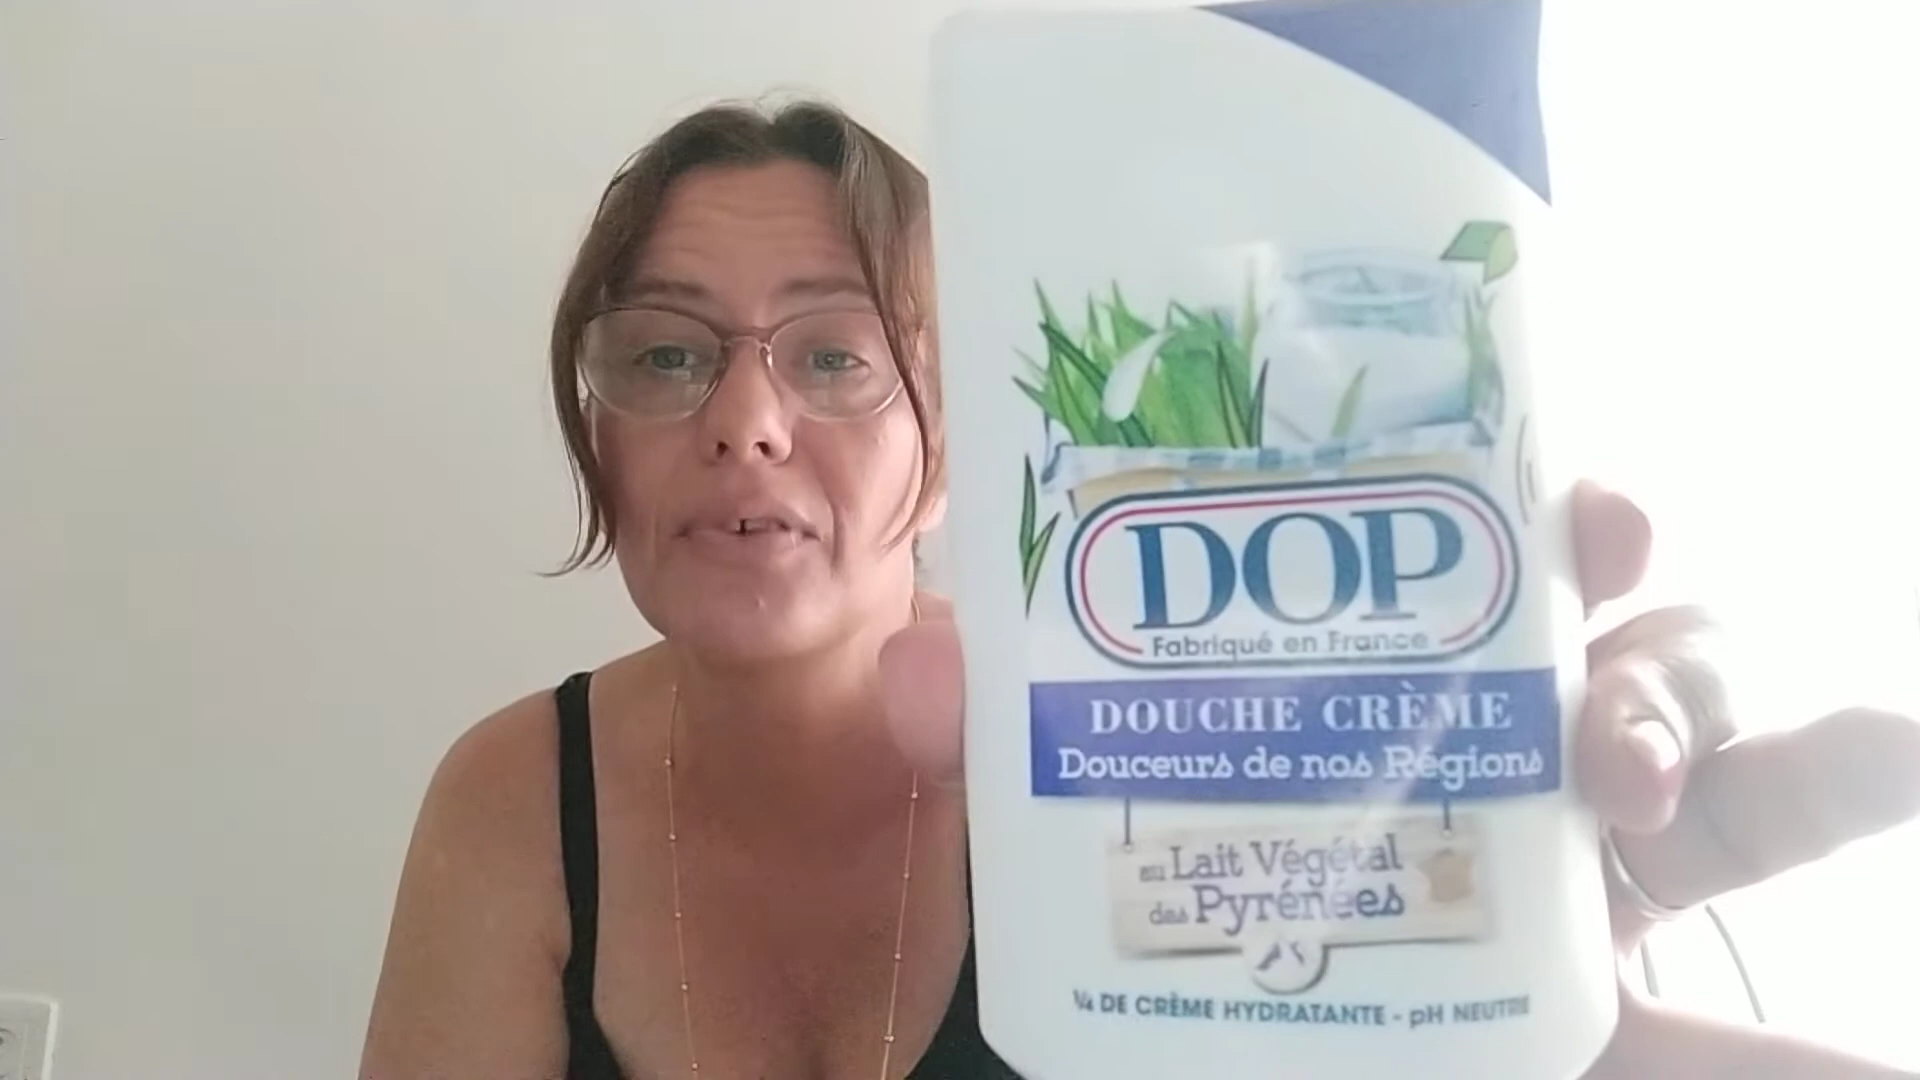 DOP
Fabriqué en France
DOUCHE CRÈME
Douceurs de nos Régions
au Lait Végétal
des Pyrénées
¼ DE CRÈME HYDRATANTE - pH NEUTRE